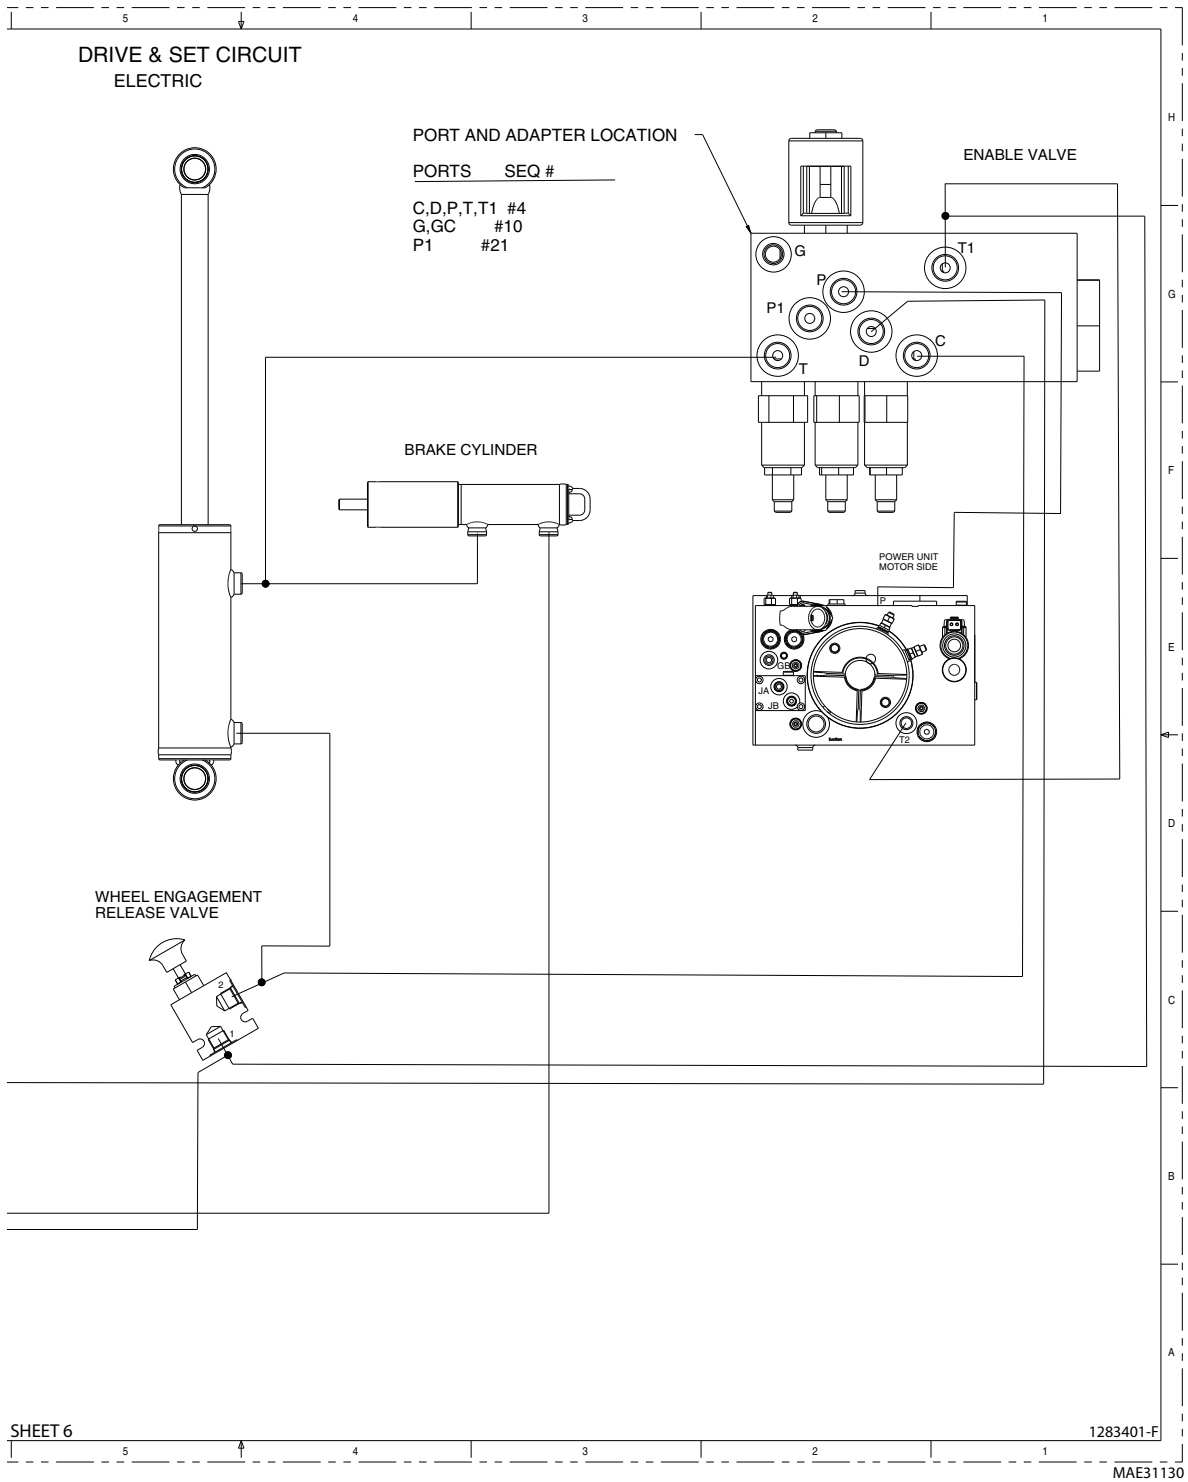 5 4 3 2 1
DRIVE & SET CIRCUIT
ELECTRIC
H
PORT AND ADAPTER LOCATION
ENABLE VALVE
PORTS SEQ #
C,D,P,T,T1 #4
G,GC #10
P1 #21
G
T1
P
G
P1
C
D
T
BRAKE CYLINDER
F
POWER UNIT
MOTOR SIDE
P
E
GB
JA
JB
T2
D
WHEEL ENGAGEMENT
RELEASE VALVE
2
C
1
B
A
SHEET 6
1283401-F
5 4 3 2 1
MAE31130